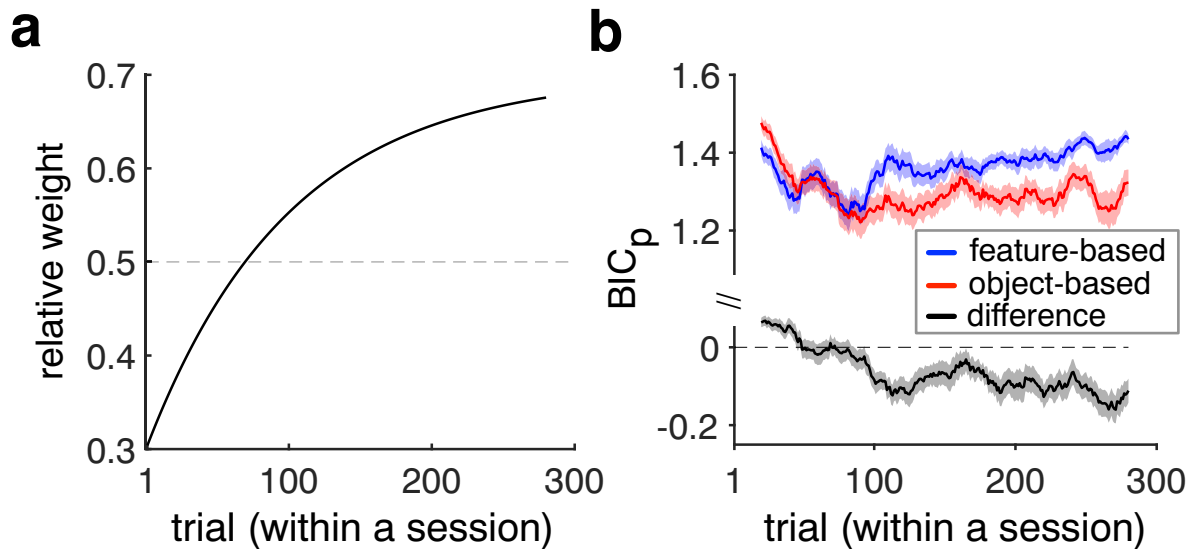 a
0.7
0.6
0.5
0.4
0.3
1
100
200
300
relative weight
trial (within a session)
b
1.6
1.4
1.2
0
-0.2
1
100
200
300
BICp
trial (within a session)
feature-based
object-based
difference